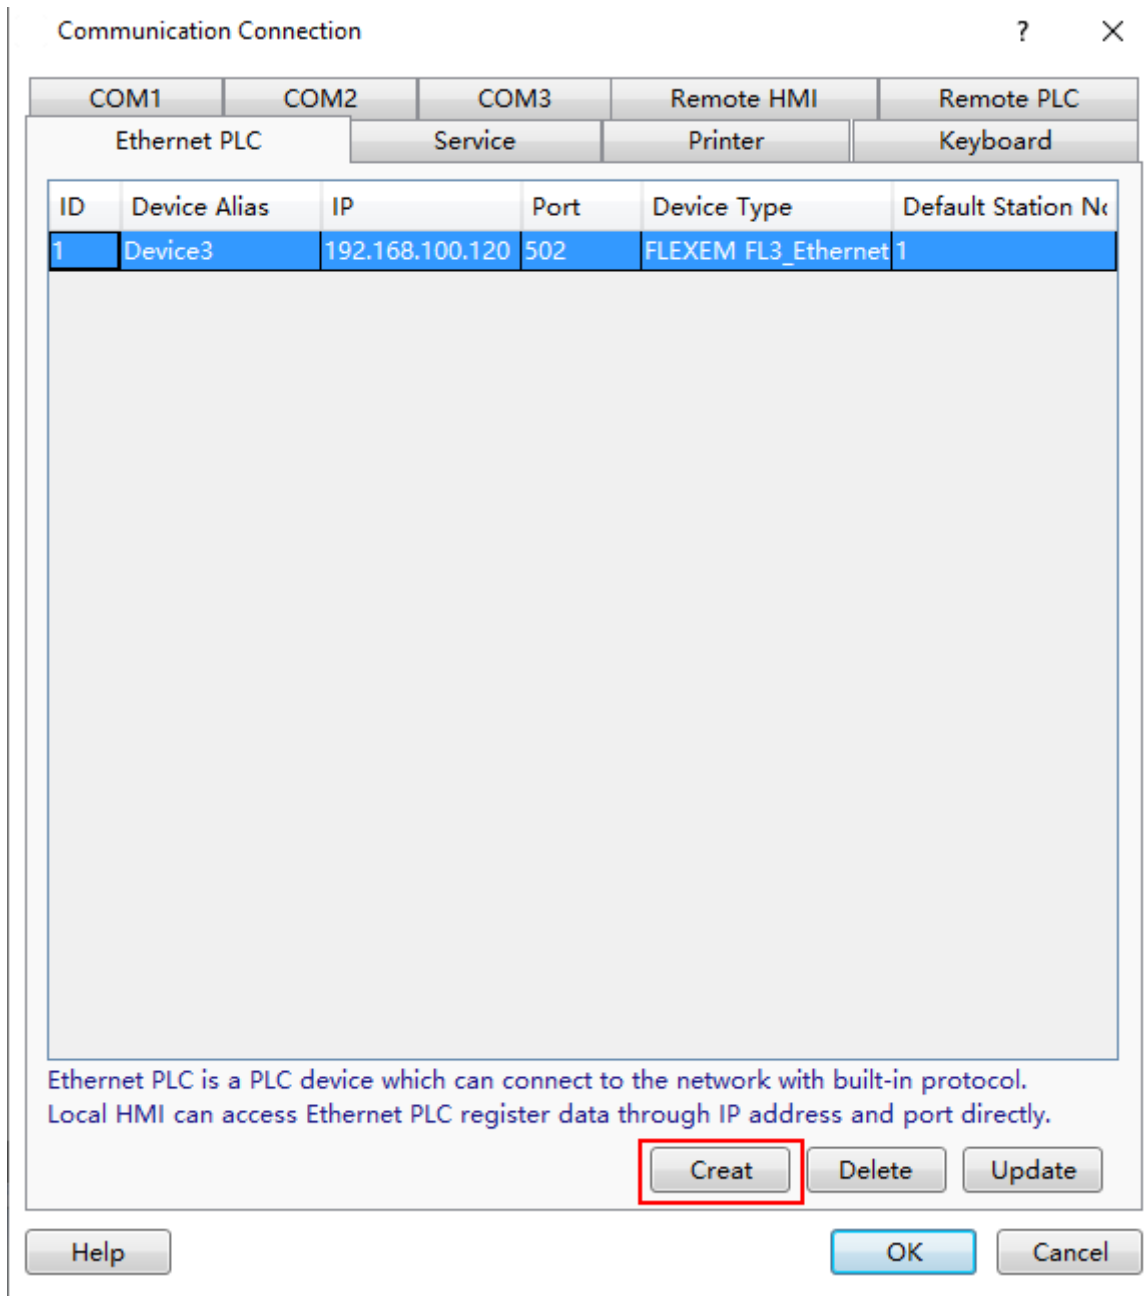 Communication Connection ?
COM1 COM2 COM3 Remote HMI Remote PLC
Ethernet PLC Service Printer Keyboard
ID Device Alias IP Port Device Type Default Station
1 Device3 192.168.100.120 502 FLEXEM FL3_Ethernet 1
Ethernet PLC is a PLC device which can connect to the network with built-in protocol.
Local HMI can access Ethernet PLC register data through IP address and port directly.
Creat Delete Update
Help OK Cancel